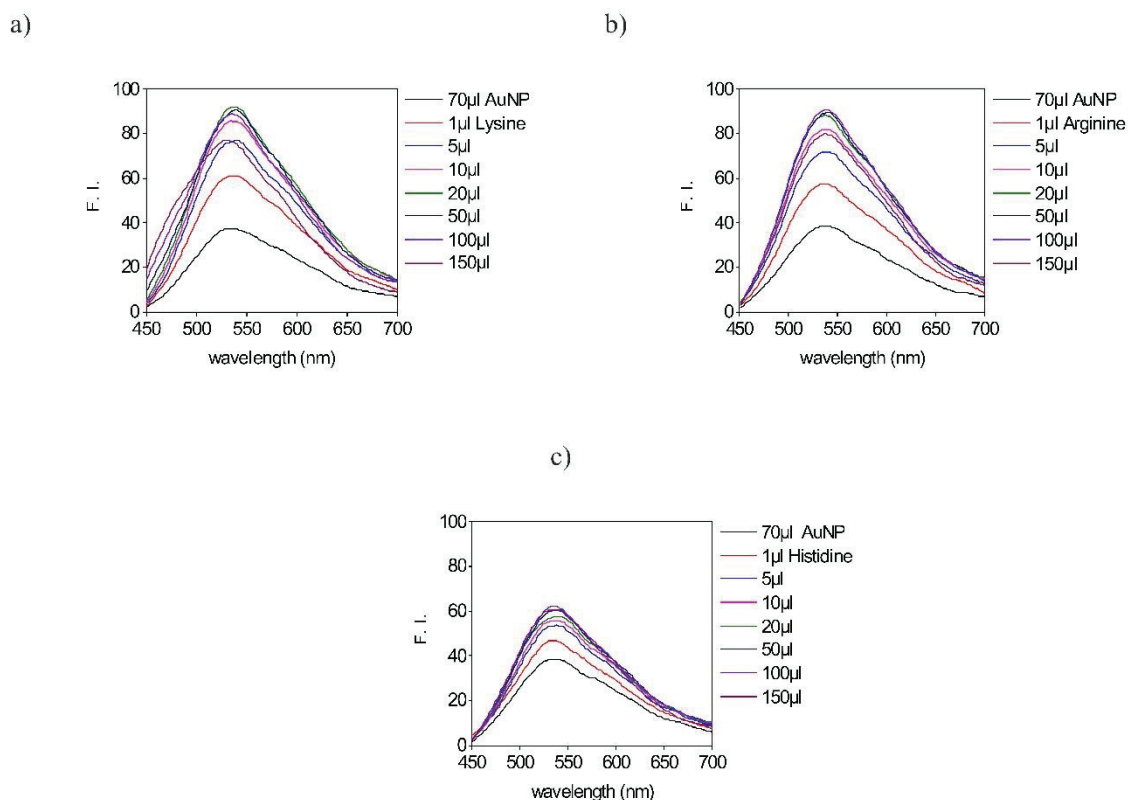 a)
100
80
60
40
20
0
F. I.
450 500 550 600 650 700
wavelength (nm)
70µl AuNP
1µl Lysine
5µl
10µl
20µl
50µl
100µl
150µl
b)
100
80
60
40
20
0
F. I.
450 500 550 600 650 700
wavelength (nm)
70µl AuNP
1µl Arginine
5µl
10µl
20µl
50µl
100µl
150µl
c)
100
80
60
40
20
0
F. I.
450 500 550 600 650 700
wavelength (nm)
70µl AuNP
1µl Histidine
5µl
10µl
20µl
50µl
100µl
150µl